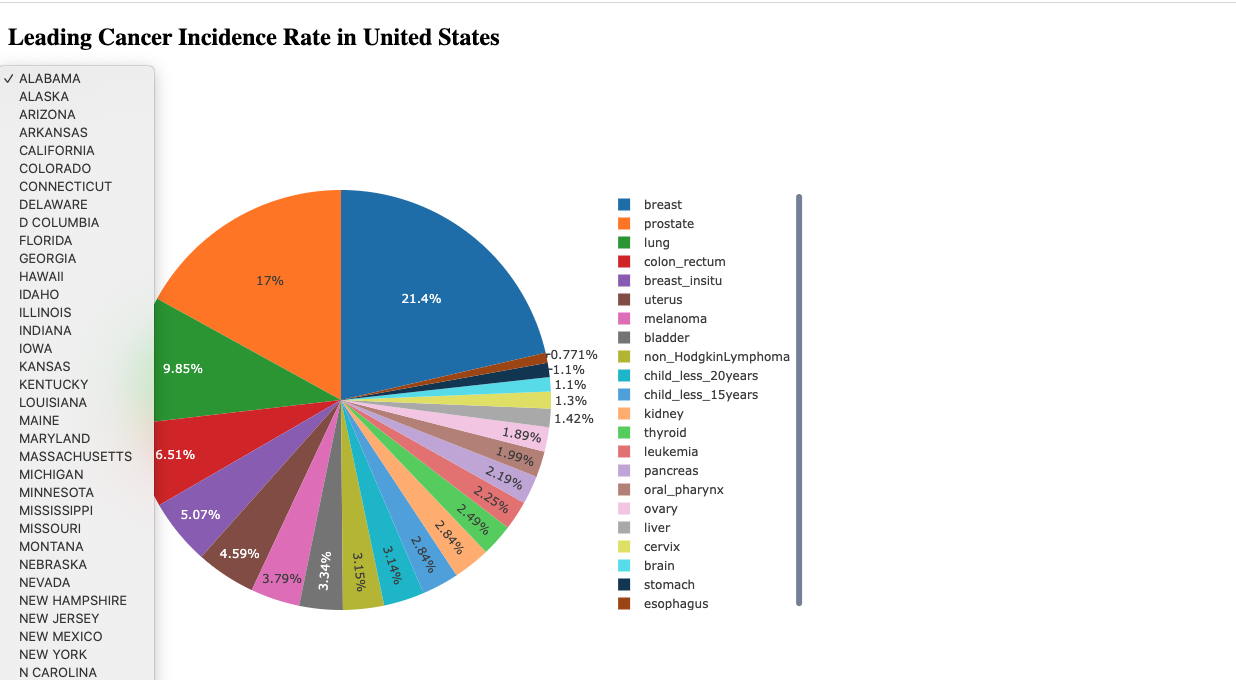 Leading Cancer Incidence Rate in United States
✓ ALABAMA
ALASKA
ARIZONA
ARKANSAS
CALIFORNIA
COLORADO
CONNECTICUT
DELAWARE
D COLUMBIA
FLORIDA
GEORGIA
HAWAII
IDAHO
ILLINOIS
INDIANA
IOWA
KANSAS
KENTUCKY
LOUISIANA
MAINE
MARYLAND
MASSACHUSETTS
MICHIGAN
MINNESOTA
MISSISSIPPI
MISSOURI
MONTANA
NEBRASKA
NEVADA
NEW HAMPSHIRE
NEW JERSEY
NEW MEXICO
NEW YORK
N CAROLINA
17%
21.4%
9.85%
6.51%
5.07%
4.59%
3.79%
3.34%
3.15%
3.14%
2.84%
2.84%
2.49%
2.25%
2.19%
1.99%
1.89%
1.42%
1.3%
1.1%
1.1%
0.771%
breast
prostate
lung
colon_rectum
breast_insitu
uterus
melanoma
bladder
non_HodgkinLymphoma
child_less_20years
child_less_15years
kidney
thyroid
leukemia
pancreas
oral_pharynx
ovary
liver
cervix
brain
stomach
esophagus